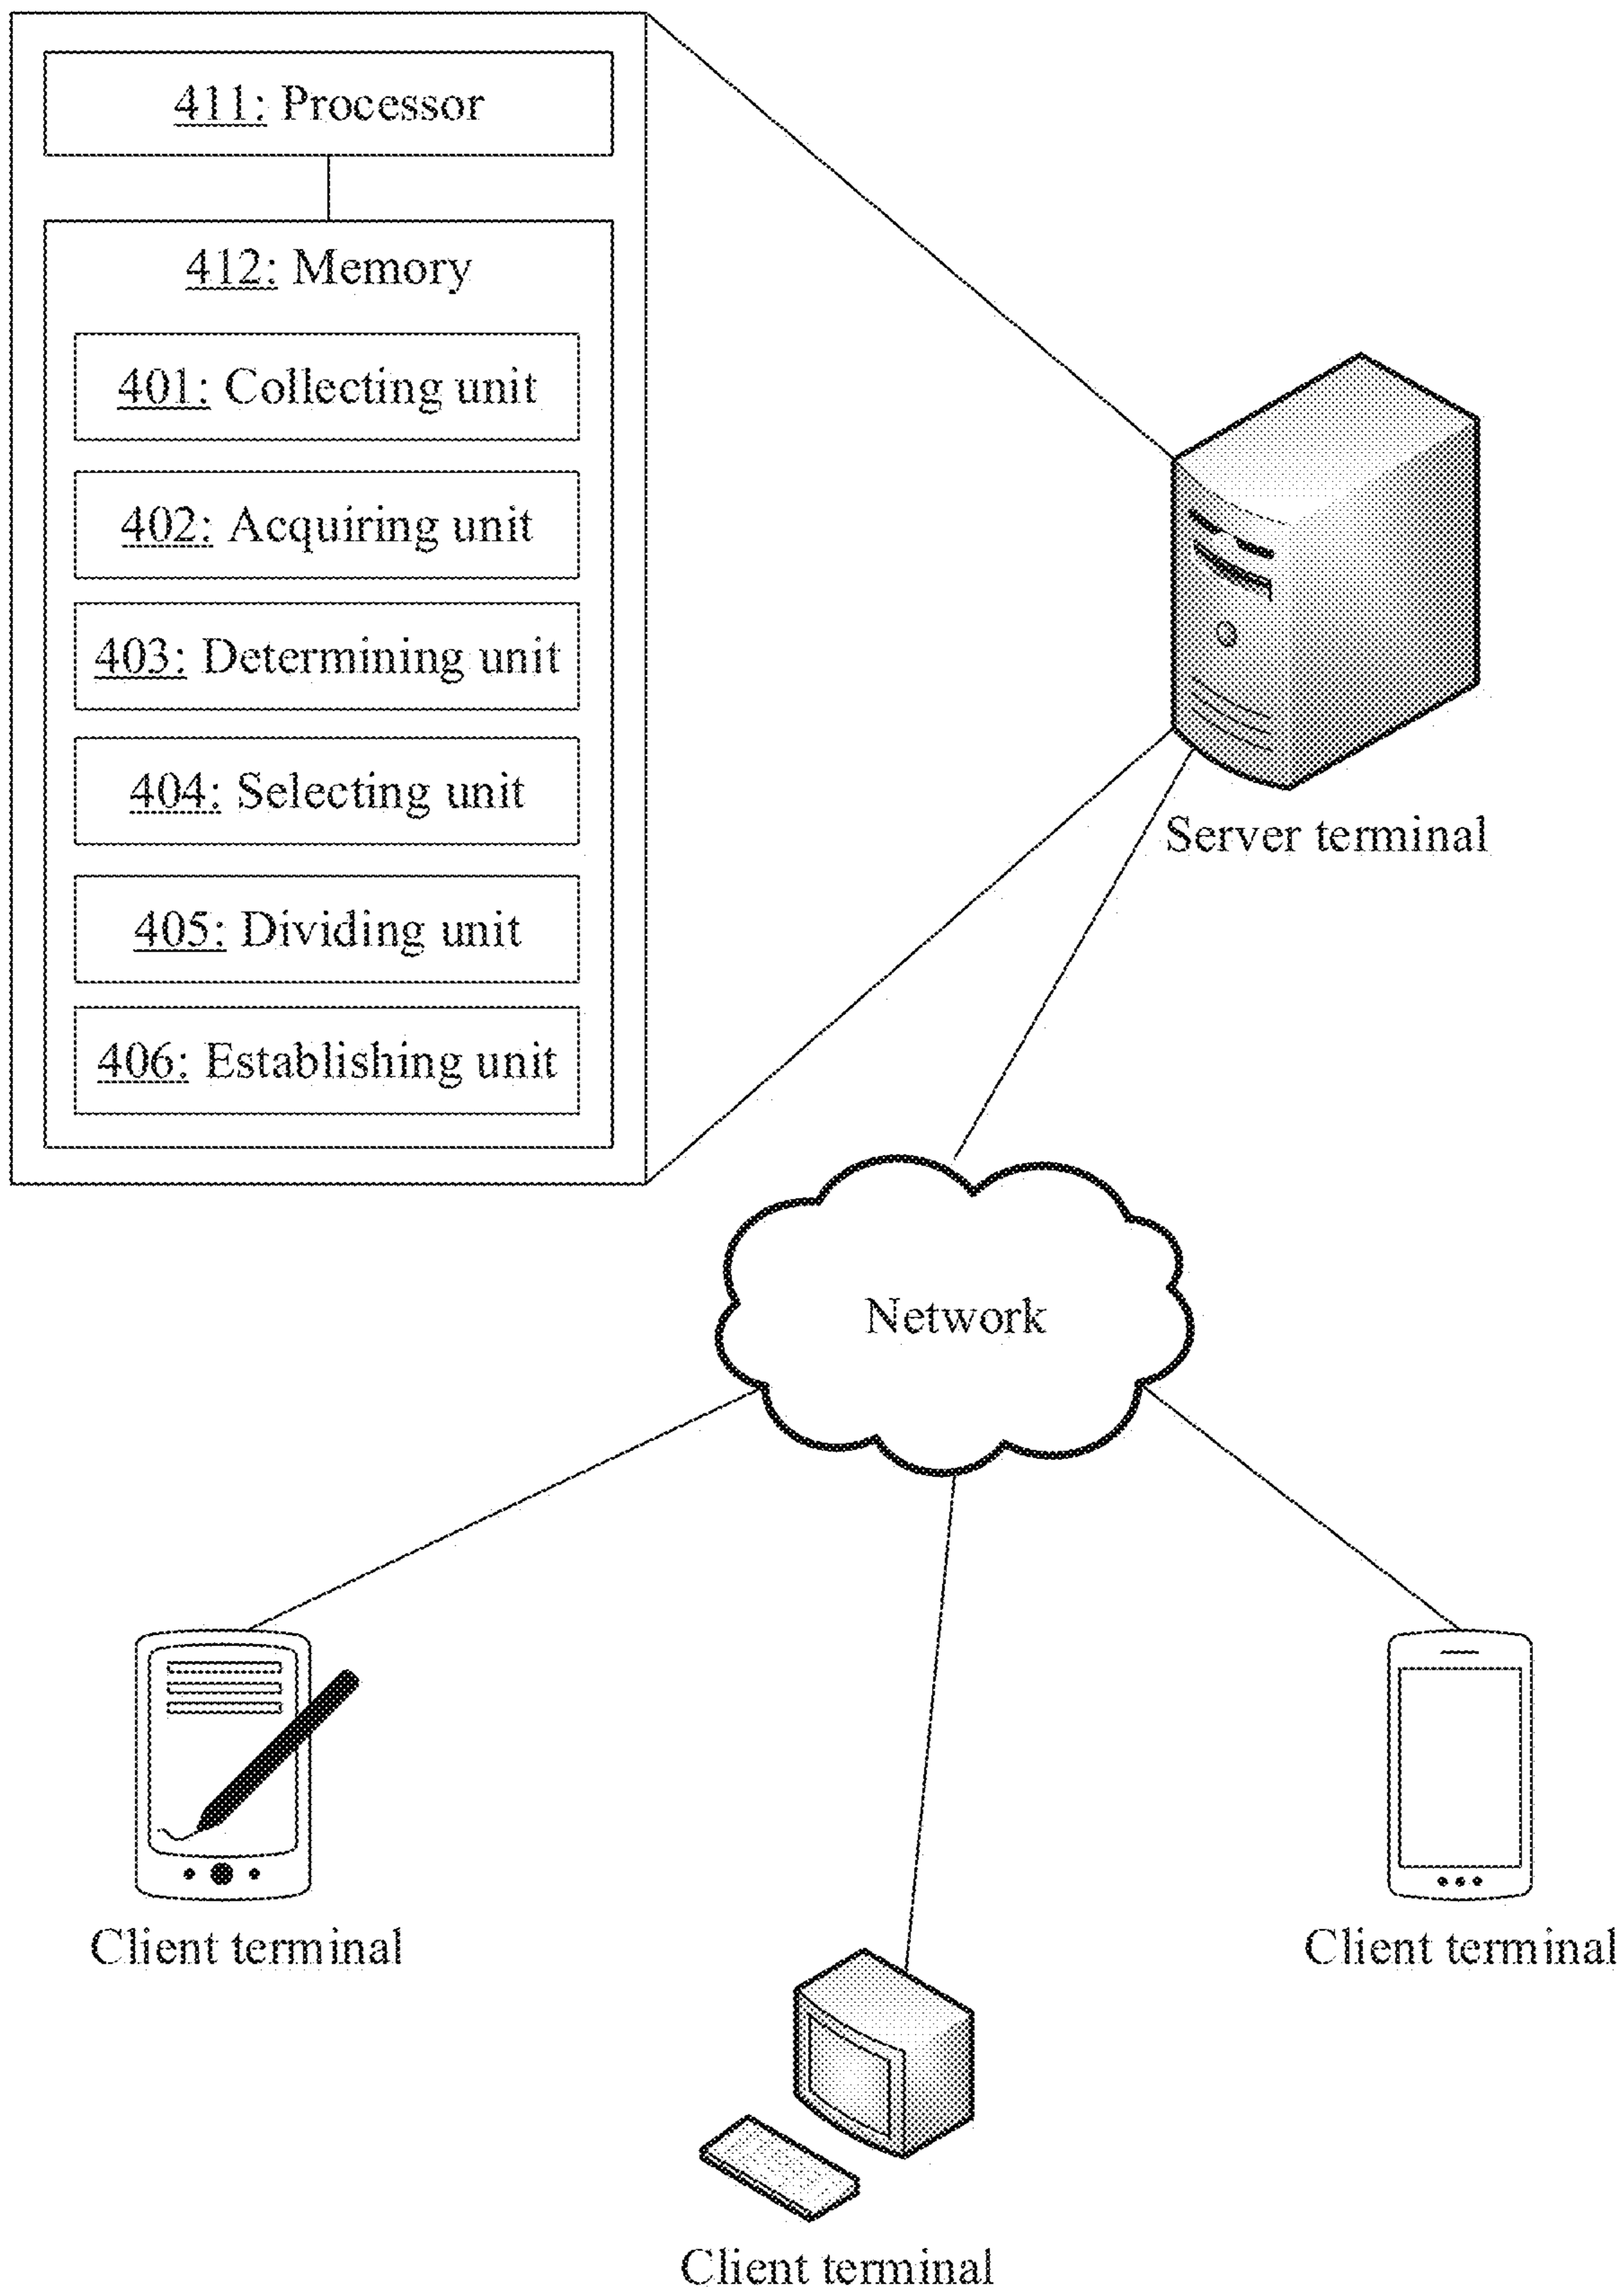 411: Processor
412: Memory
401: Collecting unit
402: Acquiring unit
403: Determining unit
404: Selecting unit
405: Dividing unit
406: Establishing unit
Server terminal
Network
Client terminal
Client terminal
Client terminal